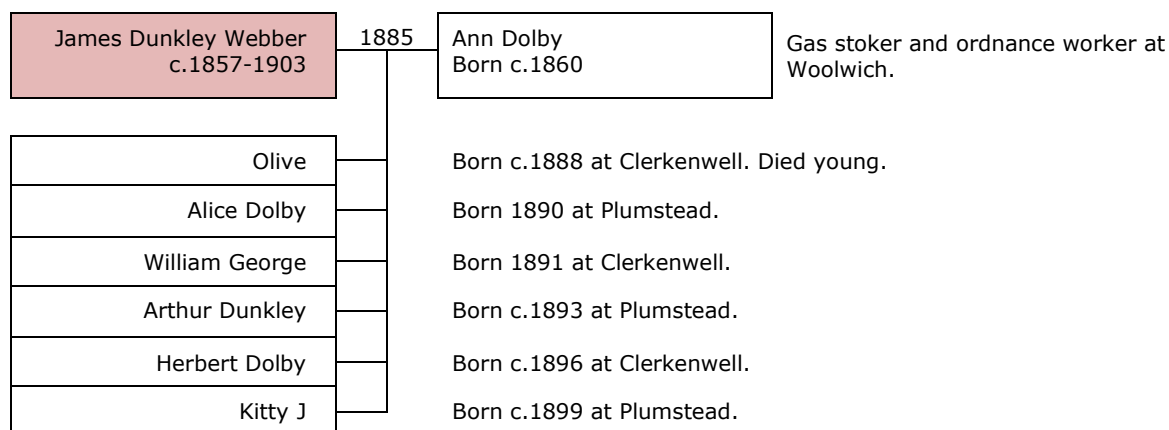 James Dunkley Webber
c.1857-1903
1885
Ann Dolby
Born c.1860
Gas stoker and ordnance worker at
Woolwich.
Olive
Born c.1888 at Clerkenwell. Died young.
Alice Dolby
Born 1890 at Plumstead.
William George
Born 1891 at Clerkenwell.
Arthur Dunkley
Born c.1893 at Plumstead.
Herbert Dolby
Born c.1896 at Clerkenwell.
Kitty J
Born c.1899 at Plumstead.